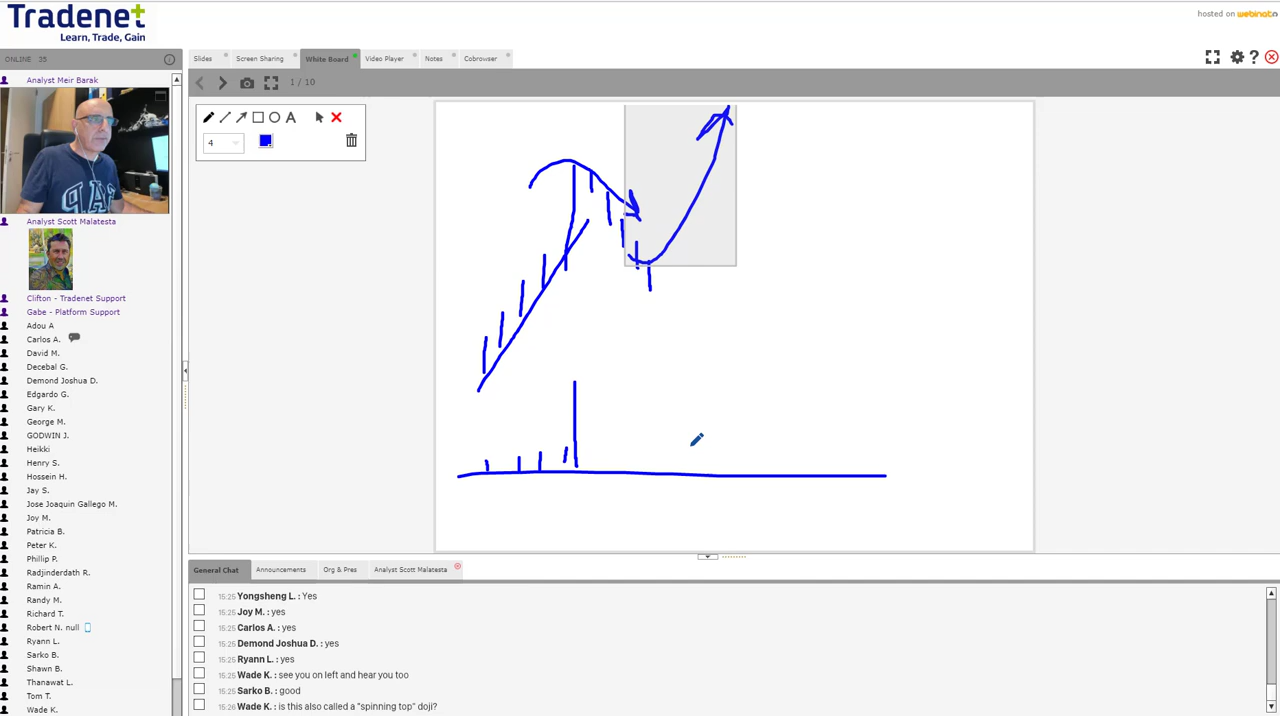 Tradenet
Learn, Trade, Gain
hosted on webinato
ONLINE 35
Slides
Screen Sharing
White Board
Video Player
Notes
Cobrowser
1 / 10
4
Analyst Meir Barak
Analyst Scott Malatesta
Clifton - Tradenet Support
Gabe - Platform Support
Adou A
Carlos A.
David M.
Decebal G.
Demond Joshua D.
Edgardo G.
Gary K.
George M.
GODWIN J.
Heikki
Henry S.
Hossein H.
Jay S.
Jose Joaquin Gallego M.
Joy M.
Patricia B.
Peter K.
Phillip P.
Radjinderdath R.
Ramin A.
Randy M.
Richard T.
Robert N. null
Ryann L.
Sarko B.
Shawn B.
Thanawat L.
Tom T.
Wade K.
General Chat
Announcements
Org & Pres
Analyst Scott Malatesta
15:25 Yongsheng L. : Yes
15:25 Joy M. : yes
15:25 Carlos A. : yes
15:25 Demond Joshua D. : yes
15:25 Ryann L. : yes
15:25 Wade K. : see you on left and hear you too
15:25 Sarko B. : good
15:26 Wade K. : is this also called a "spinning top" doji?